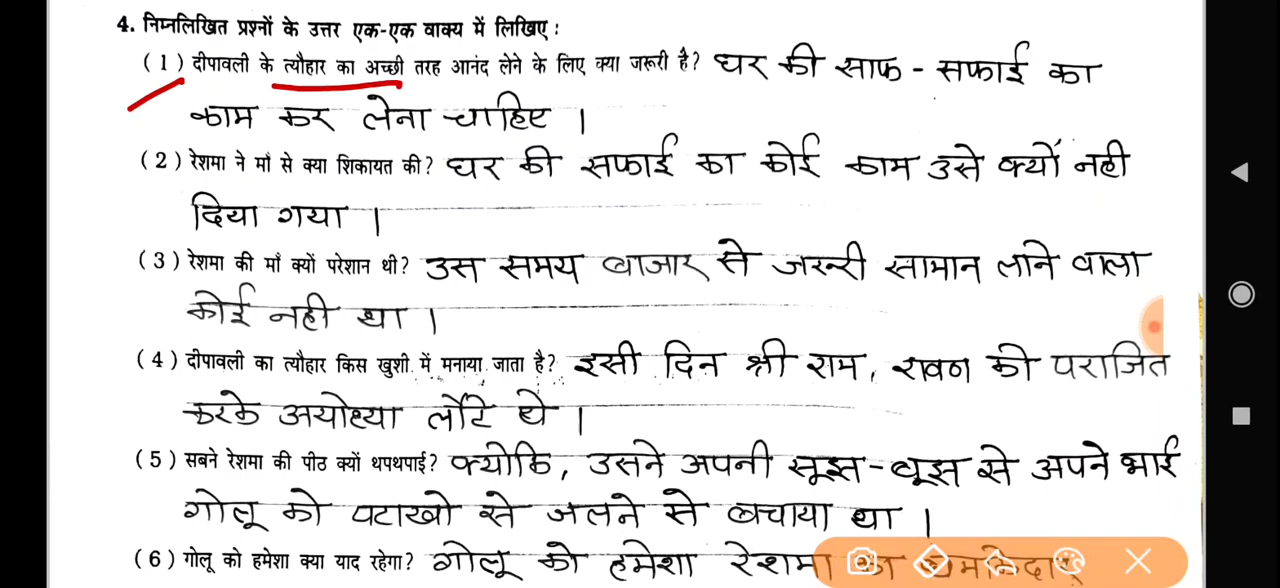 4. निम्नलिखित प्रश्नों के उत्तर एक-एक वाक्य में लिखिए :
( 1 ) दीपावली के त्यौहार का अच्छी तरह आनंद लेने के लिए क्या जरूरी है? घर की साफ - सफाई का
काम कर लेना चाहिए ।
( 2 ) रेशमा ने माँ से क्या शिकायत की? घर की सफाई का कोई काम उसे क्यों नही
दिया गया ।
( 3 ) रेशमा की माँ क्यों परेशान थी? उस समय बाजार से जरूरी सामान लाने वाला
कोई नही था ।
( 4 ) दीपावली का त्यौहार किस खुशी में मनाया जाता है? इसी दिन श्री राम, रावण को पराजित
करके अयोध्या लौटे थे ।
( 5 ) सबने रेशमा की पीठ क्यों थपथपाई? क्योकि, उसने अपनी सूझ-बूझ से अपने भाई
गोलू को पटाखो से जलने से बचाया था ।
( 6 ) गोलू को हमेशा क्या याद रहेगा? गोलू को हमेशा रेशमा का